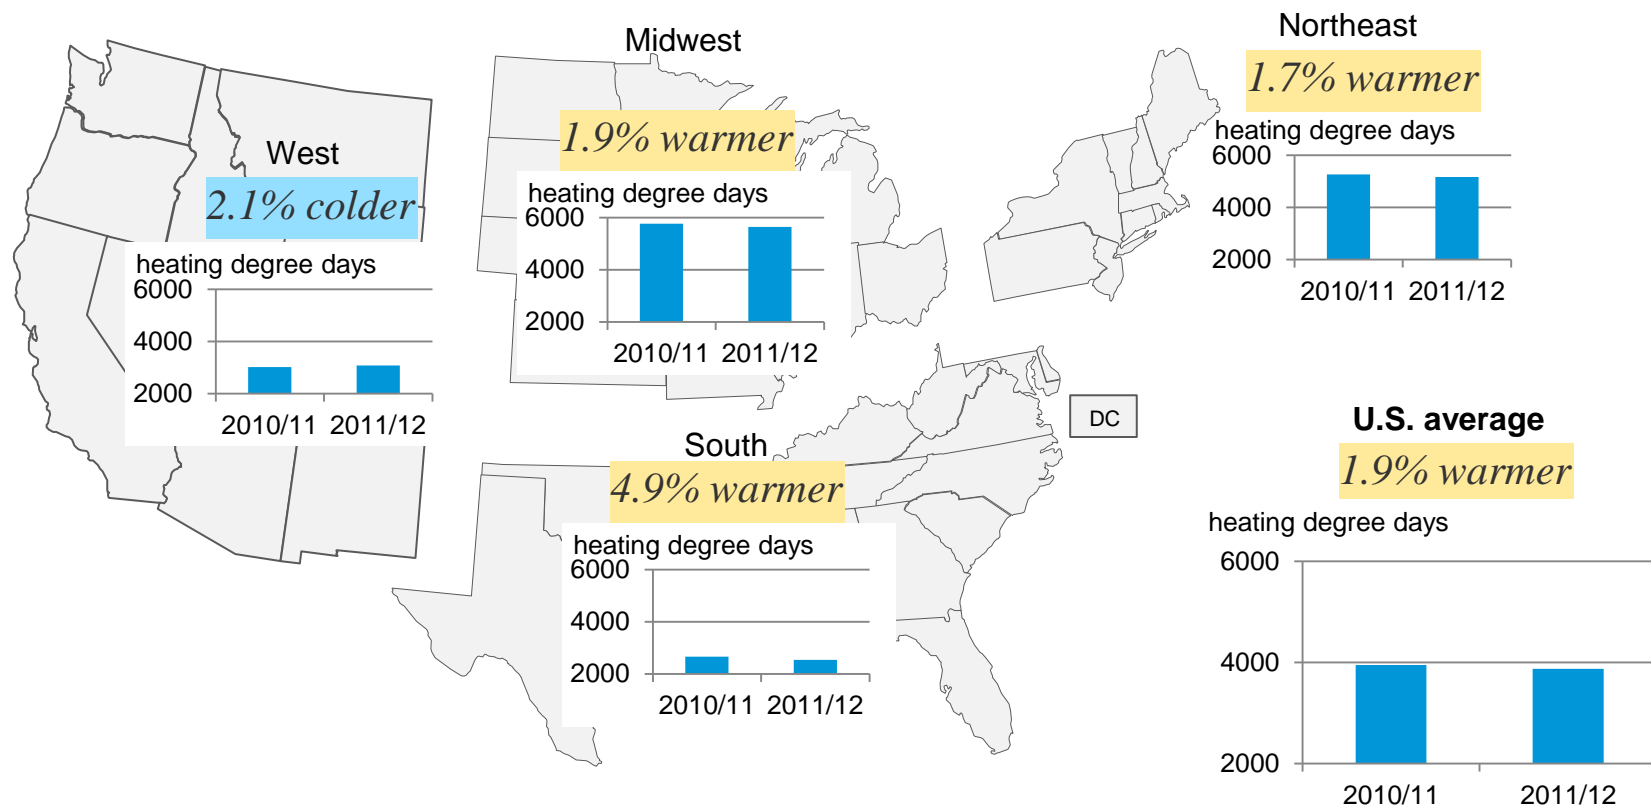 West
2.1% colder
heating degree days
6000
4000
2000
2010/11 2011/12
Midwest
1.9% warmer
heating degree days
6000
4000
2000
2010/11 2011/12
Northeast
1.7% warmer
heating degree days
6000
4000
2000
2010/11 2011/12
South
4.9% warmer
heating degree days
6000
4000
2000
2010/11 2011/12
DC
U.S. average
1.9% warmer
heating degree days
6000
4000
2000
2010/11 2011/12